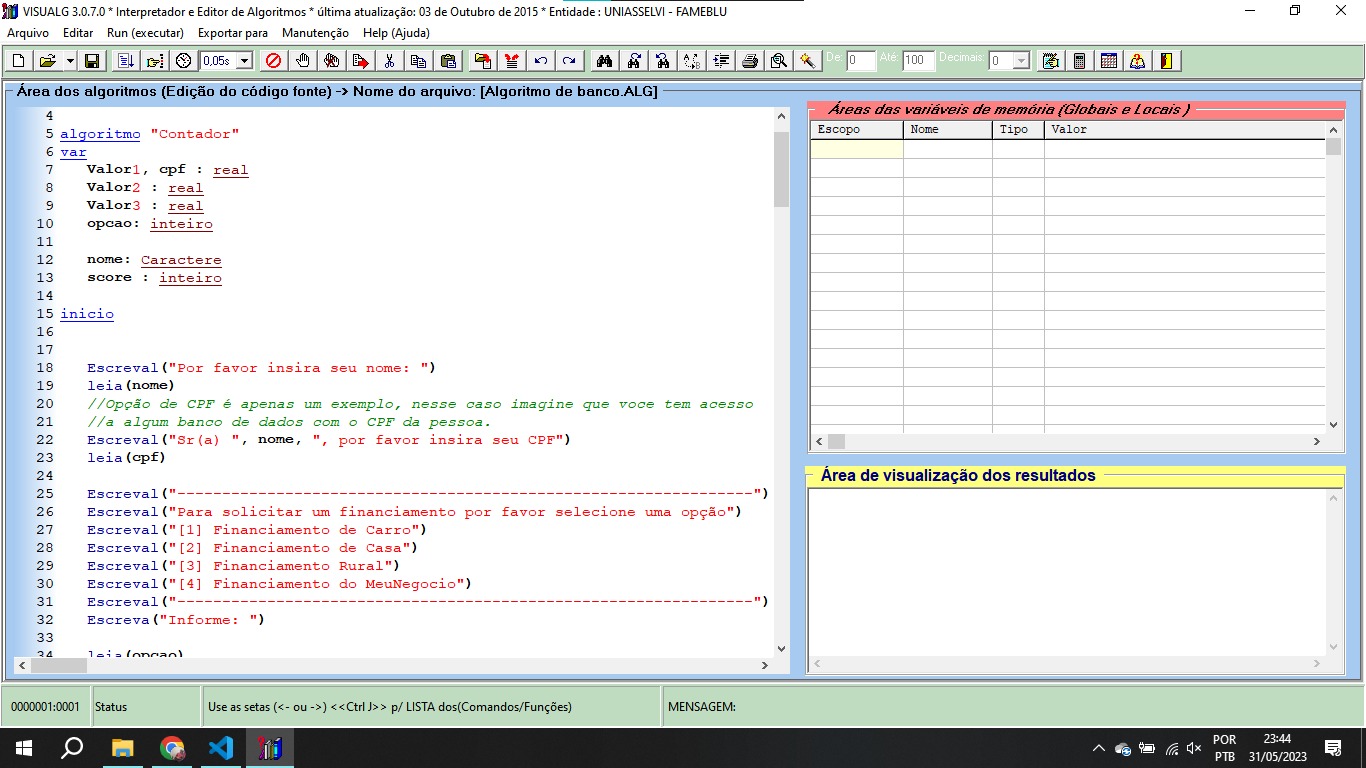 VISUALG 3.0.7.0 * Interpretador e Editor de Algoritmos * última atualização: 03 de Outubro de 2015 * Entidade : UNIASSELVI - FAMEBLU
Arquivo Editar Run (executar) Exportar para Manutenção Help (Ajuda)
0,05s De: 0 Até: 100 Decimais: 0
Área dos algoritmos (Edição do código fonte) -> Nome do arquivo: [Algoritmo de banco.ALG]
4
5 algoritmo "Contador"
6 var
7 Valor1, cpf : real
8 Valor2 : real
9 Valor3 : real
10 opcao: inteiro
11
12 nome: Caractere
13 score : inteiro
14
15 inicio
16
17
18 Escreval("Por favor insira seu nome: ")
19 leia(nome)
20 //Opção de CPF é apenas um exemplo, nesse caso imagine que voce tem acesso
21 //a algum banco de dados com o CPF da pessoa.
22 Escreval("Sr(a) ", nome, ", por favor insira seu CPF")
23 leia(cpf)
24
25 Escreval("----------------------------------------------------------------")
26 Escreval("Para solicitar um financiamento por favor selecione uma opção")
27 Escreval("[1] Financiamento de Carro")
28 Escreval("[2] Financiamento de Casa")
29 Escreval("[3] Financiamento Rural")
30 Escreval("[4] Financiamento do MeuNegocio")
31 Escreval("----------------------------------------------------------------")
32 Escreva("Informe: ")
33
34 leia(opcao)
Áreas das variáveis de memória (Globais e Locais )
Escopo Nome Tipo Valor
Área de visualização dos resultados
0000001:0001 Status Use as setas (<- ou ->) <<Ctrl J>> p/ LISTA dos(Comandos/Funções) MENSAGEM:
POR 23:44
PTB 31/05/2023